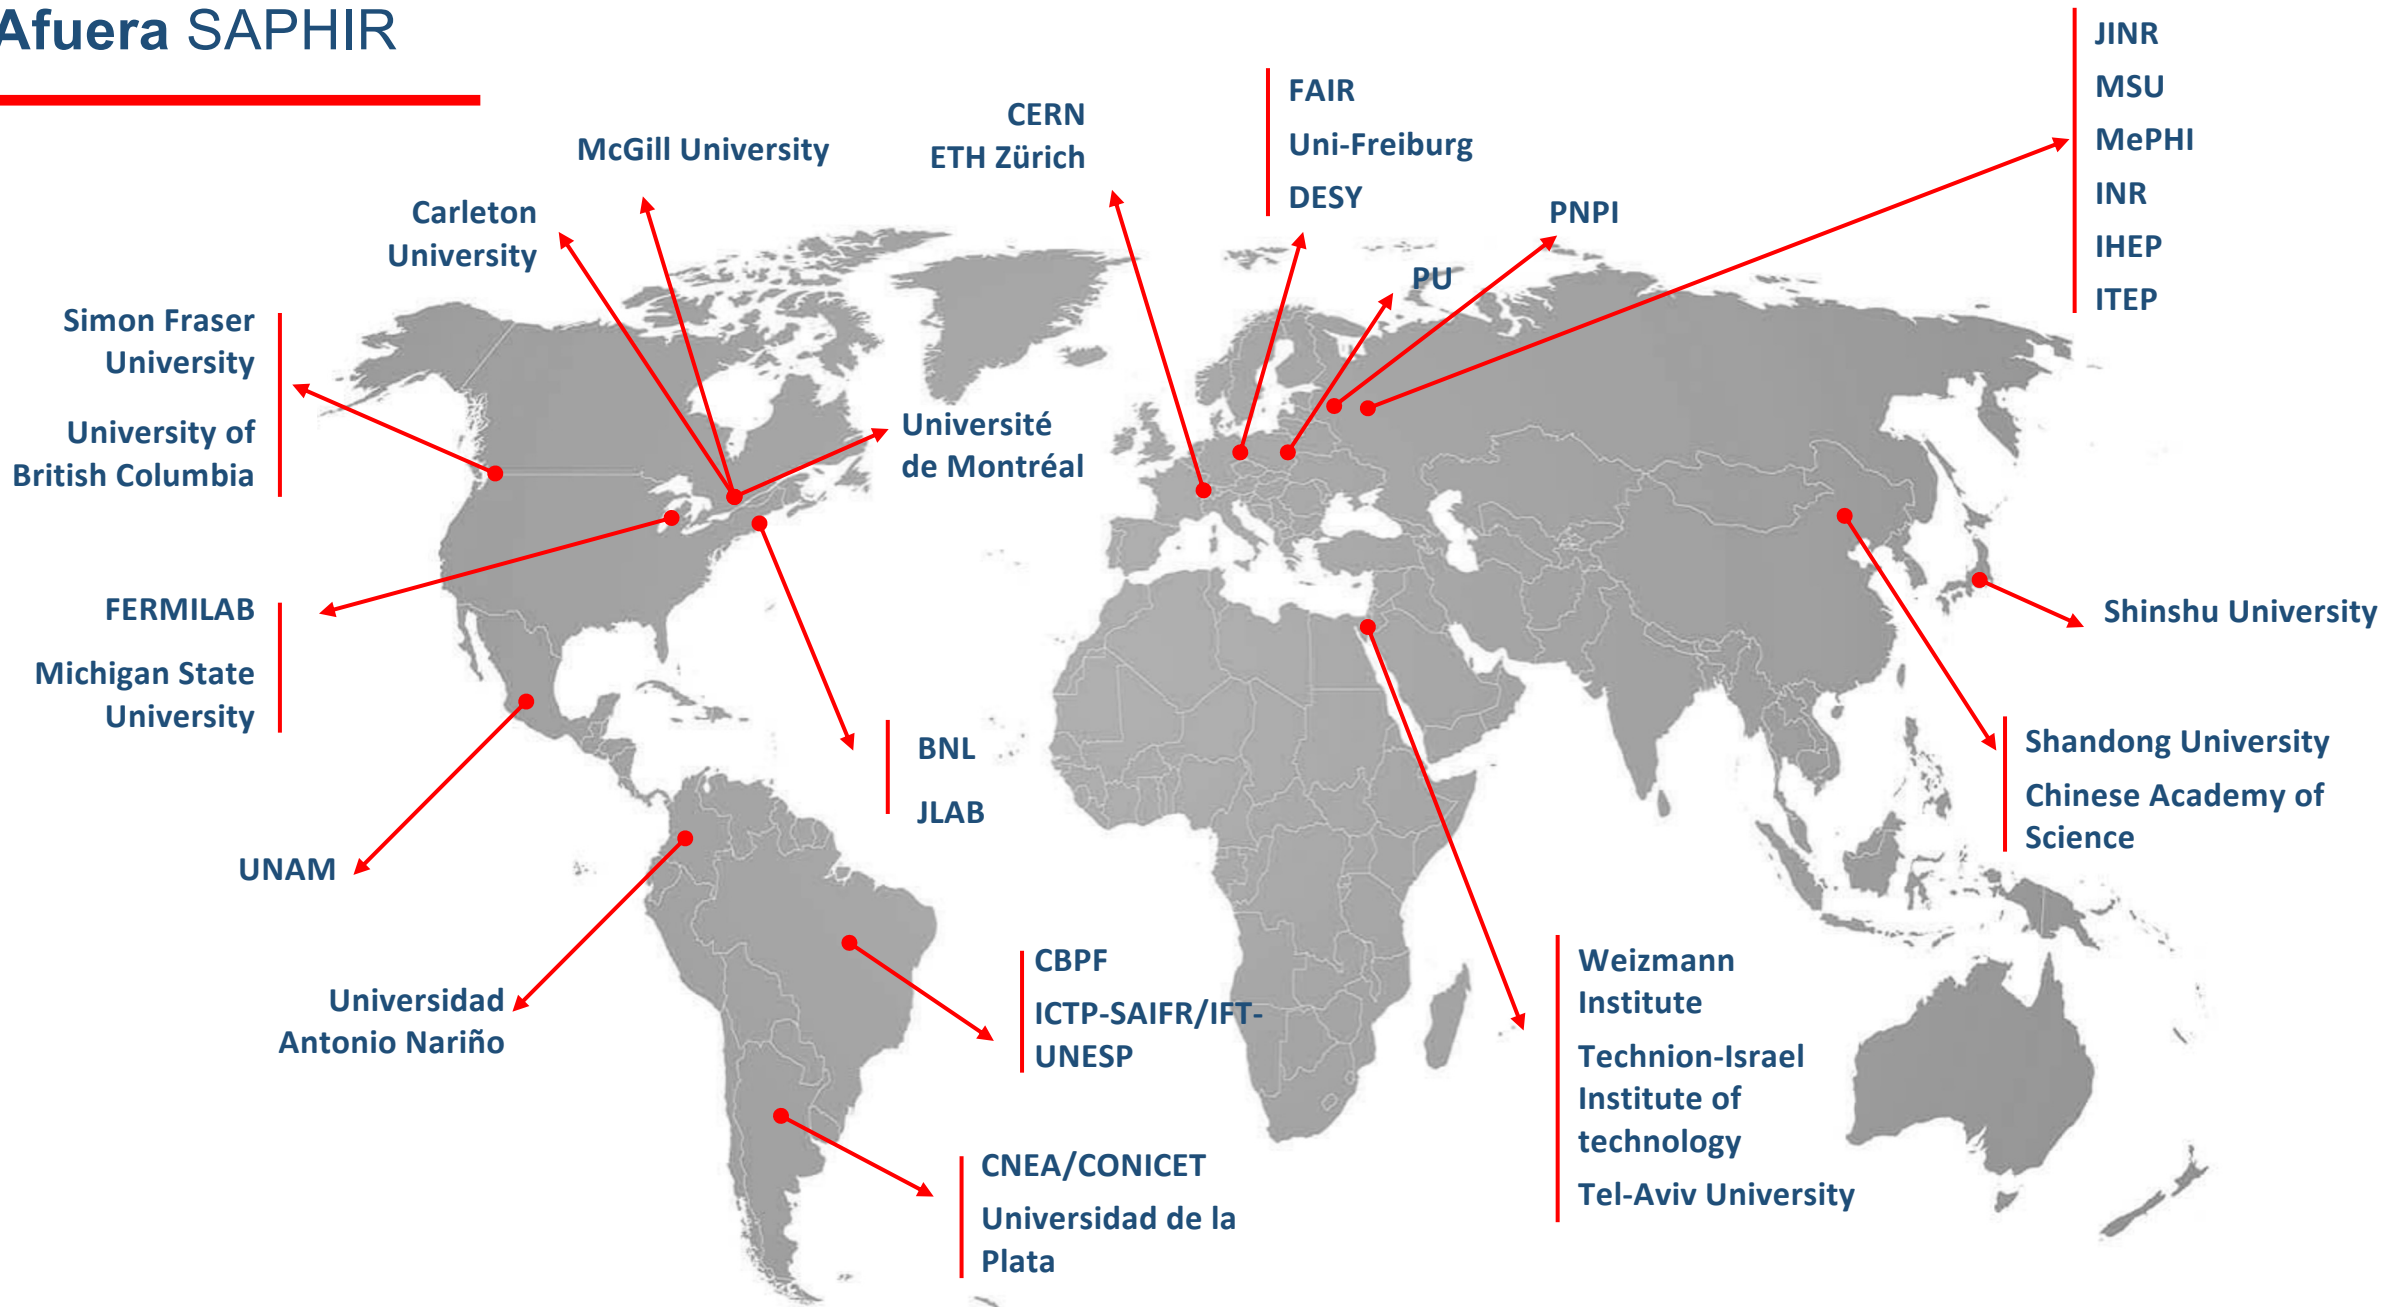 Afuera SAPHIR
McGill University
Carleton
University
Simon Fraser
University
University of
British Columbia
FERMILAB
Michigan State
University
UNAM
Universidad
Antonio Nariño
CERN
ETH Zürich
FAIR
Uni-Freiburg
DESY
PNPI
PU
JINR
MSU
MePHI
INR
IHEP
ITEP
Université
de Montréal
BNL
JLAB
CBPF
ICTP-SAIFR/IFT-
UNESP
CNEA/CONICET
Universidad de la
Plata
Shinshu University
Shandong University
Chinese Academy of
Science
Weizmann
Institute
Technion-Israel
Institute of
technology
Tel-Aviv University